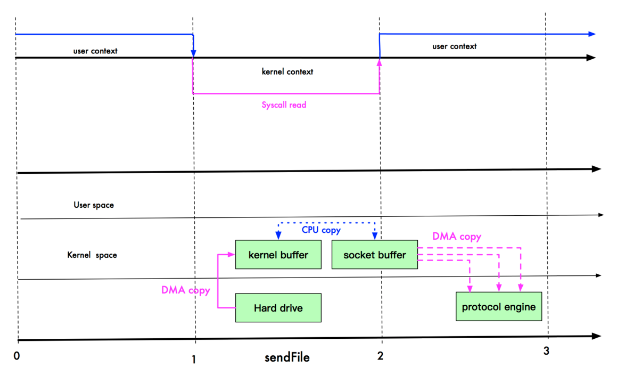 user context
user context
kernel context
Syscall read
User space
CPU copy
DMA copy
Kernel space
kernel buffer
socket buffer
DMA copy
Hard drive
protocol engine
0
1
sendFile
2
3